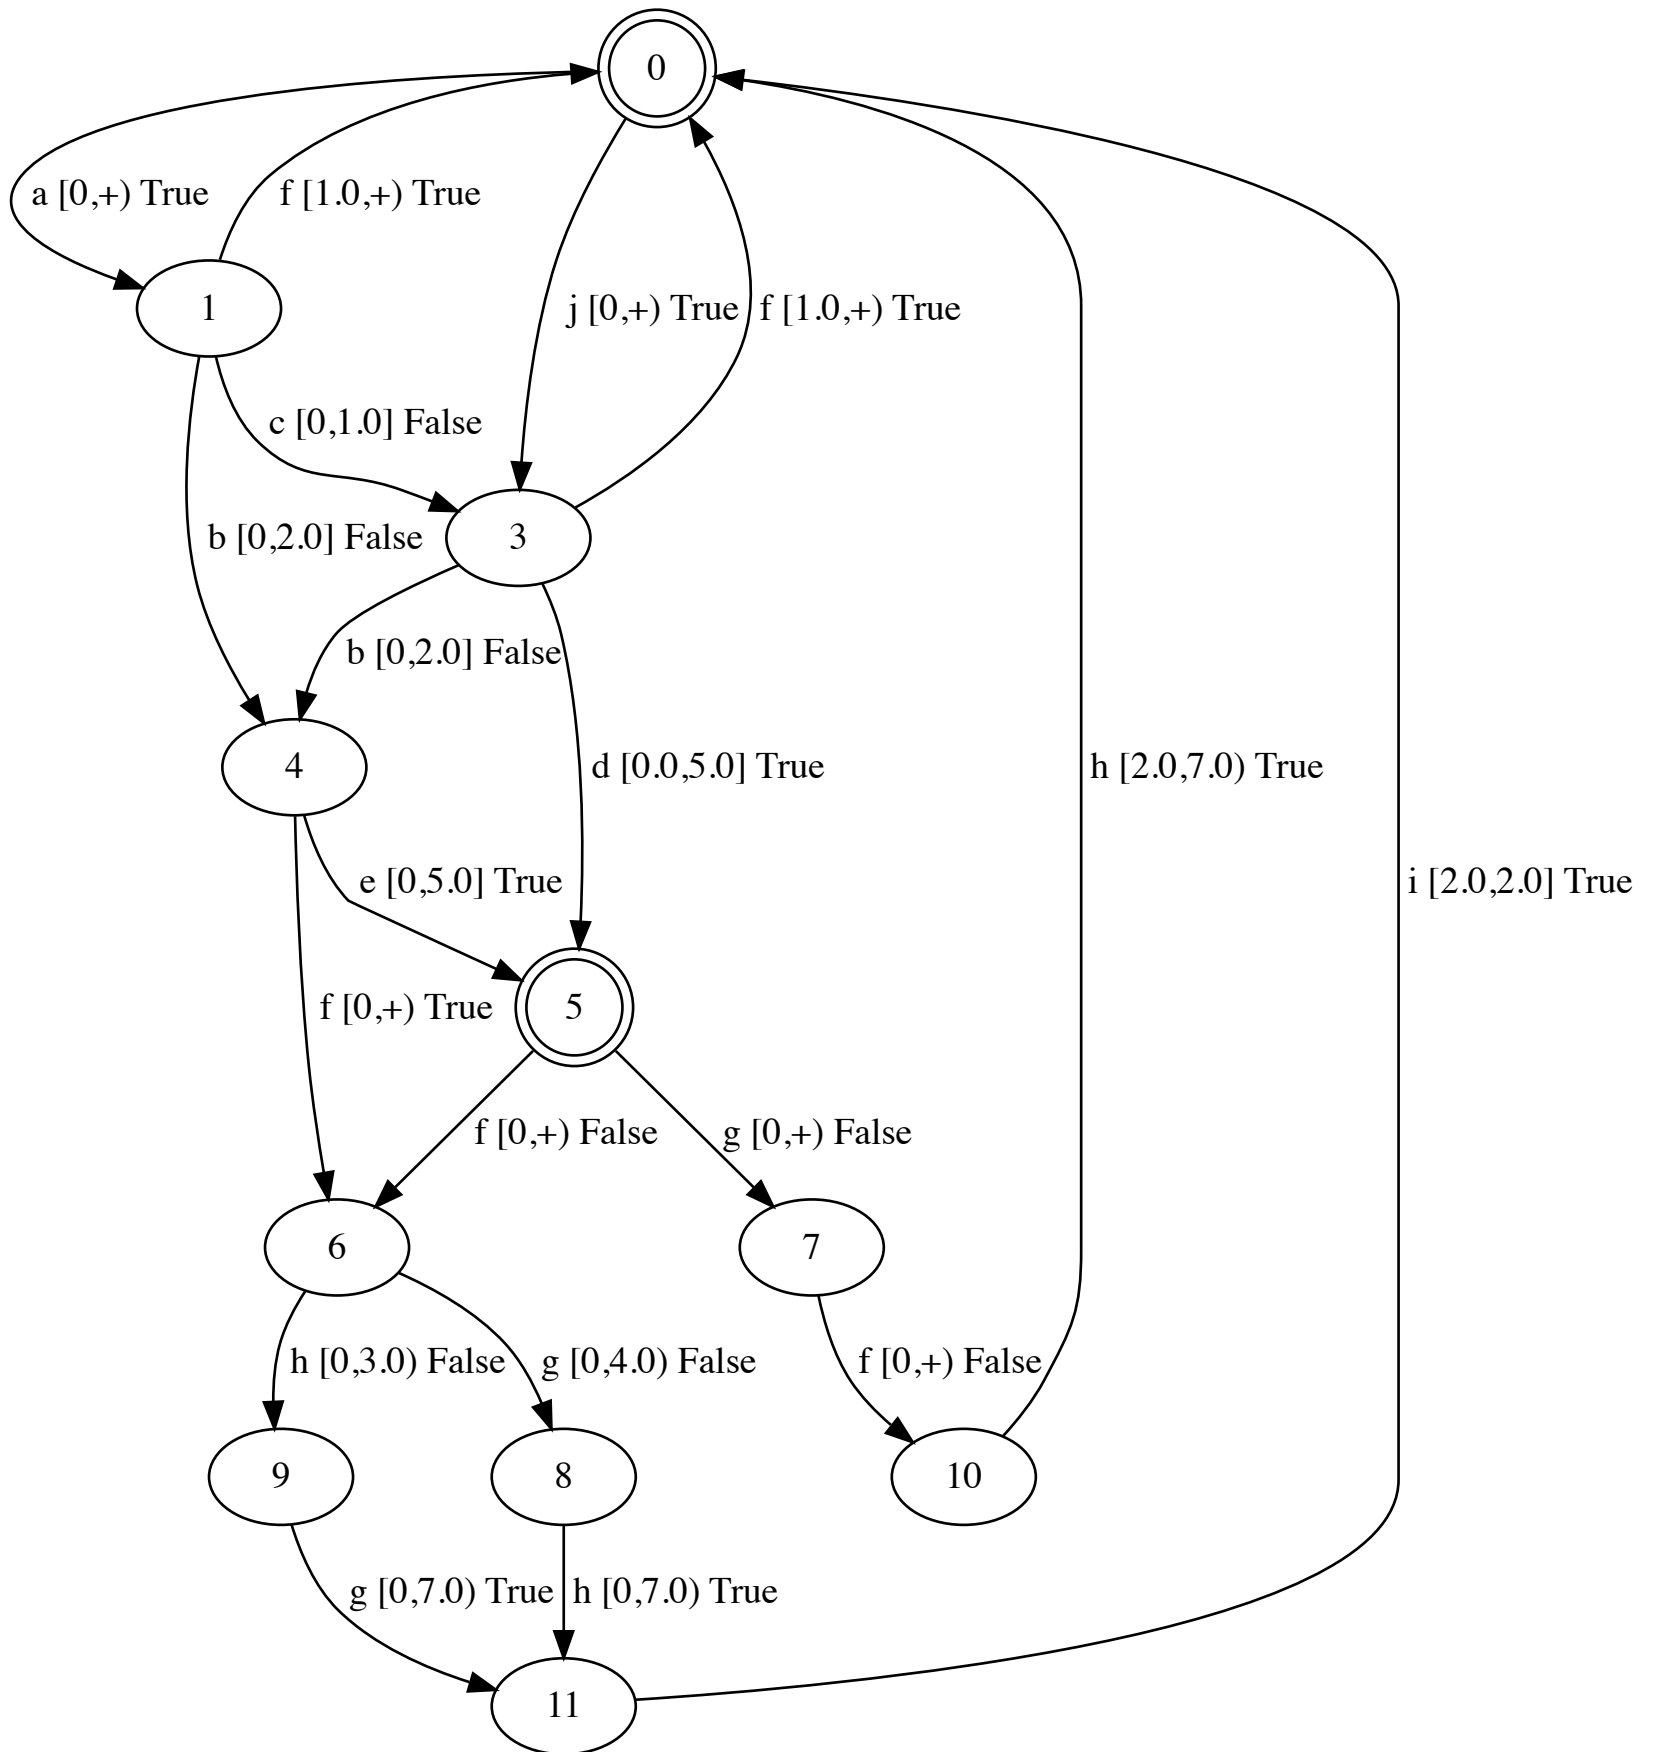 0
a [0,+) True
f [1.0,+) True
1
j [0,+) True
f [1.0,+) True
c [0,1.0] False
b [0,2.0] False
3
b [0,2.0] False
4
d [0.0,5.0] True
h [2.0,7.0) True
e [0,5.0] True
i [2.0,2.0] True
f [0,+) True
5
f [0,+) False
g [0,+) False
6
7
h [0,3.0) False
g [0,4.0) False
f [0,+) False
9
8
10
g [0,7.0) True
h [0,7.0) True
11